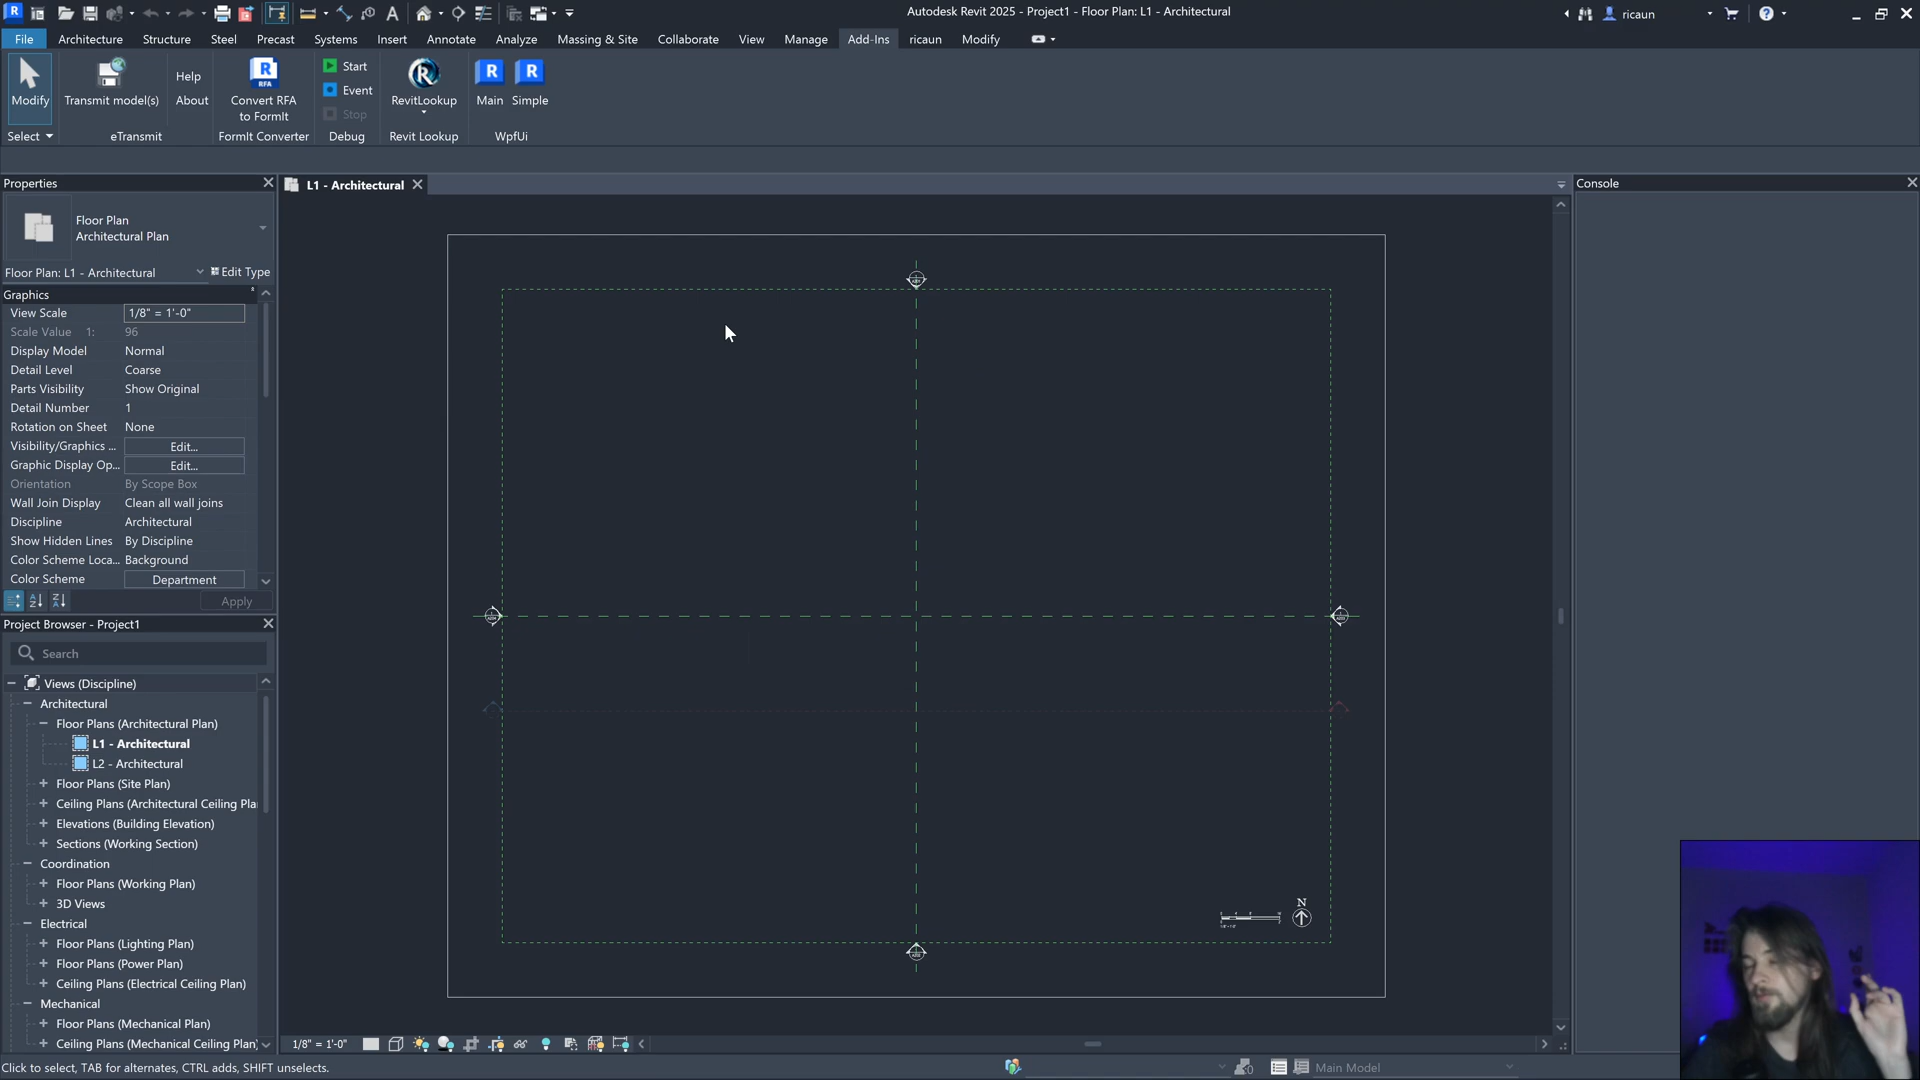 Autodesk Revit 2025 - Project1 - Floor Plan: L1 - Architectural
ricaun
File
Architecture
Structure
Steel
Precast
Systems
Insert
Annotate
Analyze
Massing & Site
Collaborate
View
Manage
Add-Ins
ricaun
Modify
Modify
Transmit model(s)
Help
About
Convert RFA
to FormIt
Start
Event
Stop
RevitLookup
Main
Simple
Select
eTransmit
FormIt Converter
Debug
Revit Lookup
WpfUi
Properties
L1 - Architectural
Console
Floor Plan
Architectural Plan
Floor Plan: L1 - Architectural
Edit Type
Graphics
View Scale 1/8" = 1'-0"
Scale Value 1: 96
Display Model Normal
Detail Level Coarse
Parts Visibility Show Original
Detail Number 1
Rotation on Sheet None
Visibility/Graphics ... Edit...
Graphic Display Op... Edit...
Orientation By Scope Box
Wall Join Display Clean all wall joins
Discipline Architectural
Show Hidden Lines By Discipline
Color Scheme Loca... Background
Color Scheme Department
Apply
Project Browser - Project1
Search
Views (Discipline)
Architectural
Floor Plans (Architectural Plan)
L1 - Architectural
L2 - Architectural
Floor Plans (Site Plan)
Ceiling Plans (Architectural Ceiling Pla
Elevations (Building Elevation)
Sections (Working Section)
Coordination
Floor Plans (Working Plan)
3D Views
Electrical
Floor Plans (Lighting Plan)
Floor Plans (Power Plan)
Ceiling Plans (Electrical Ceiling Plan)
Mechanical
Floor Plans (Mechanical Plan)
Ceiling Plans (Mechanical Ceiling Plan)
N
1/8" = 1'-0"
Click to select, TAB for alternates, CTRL adds, SHIFT unselects.
:0
Main Model